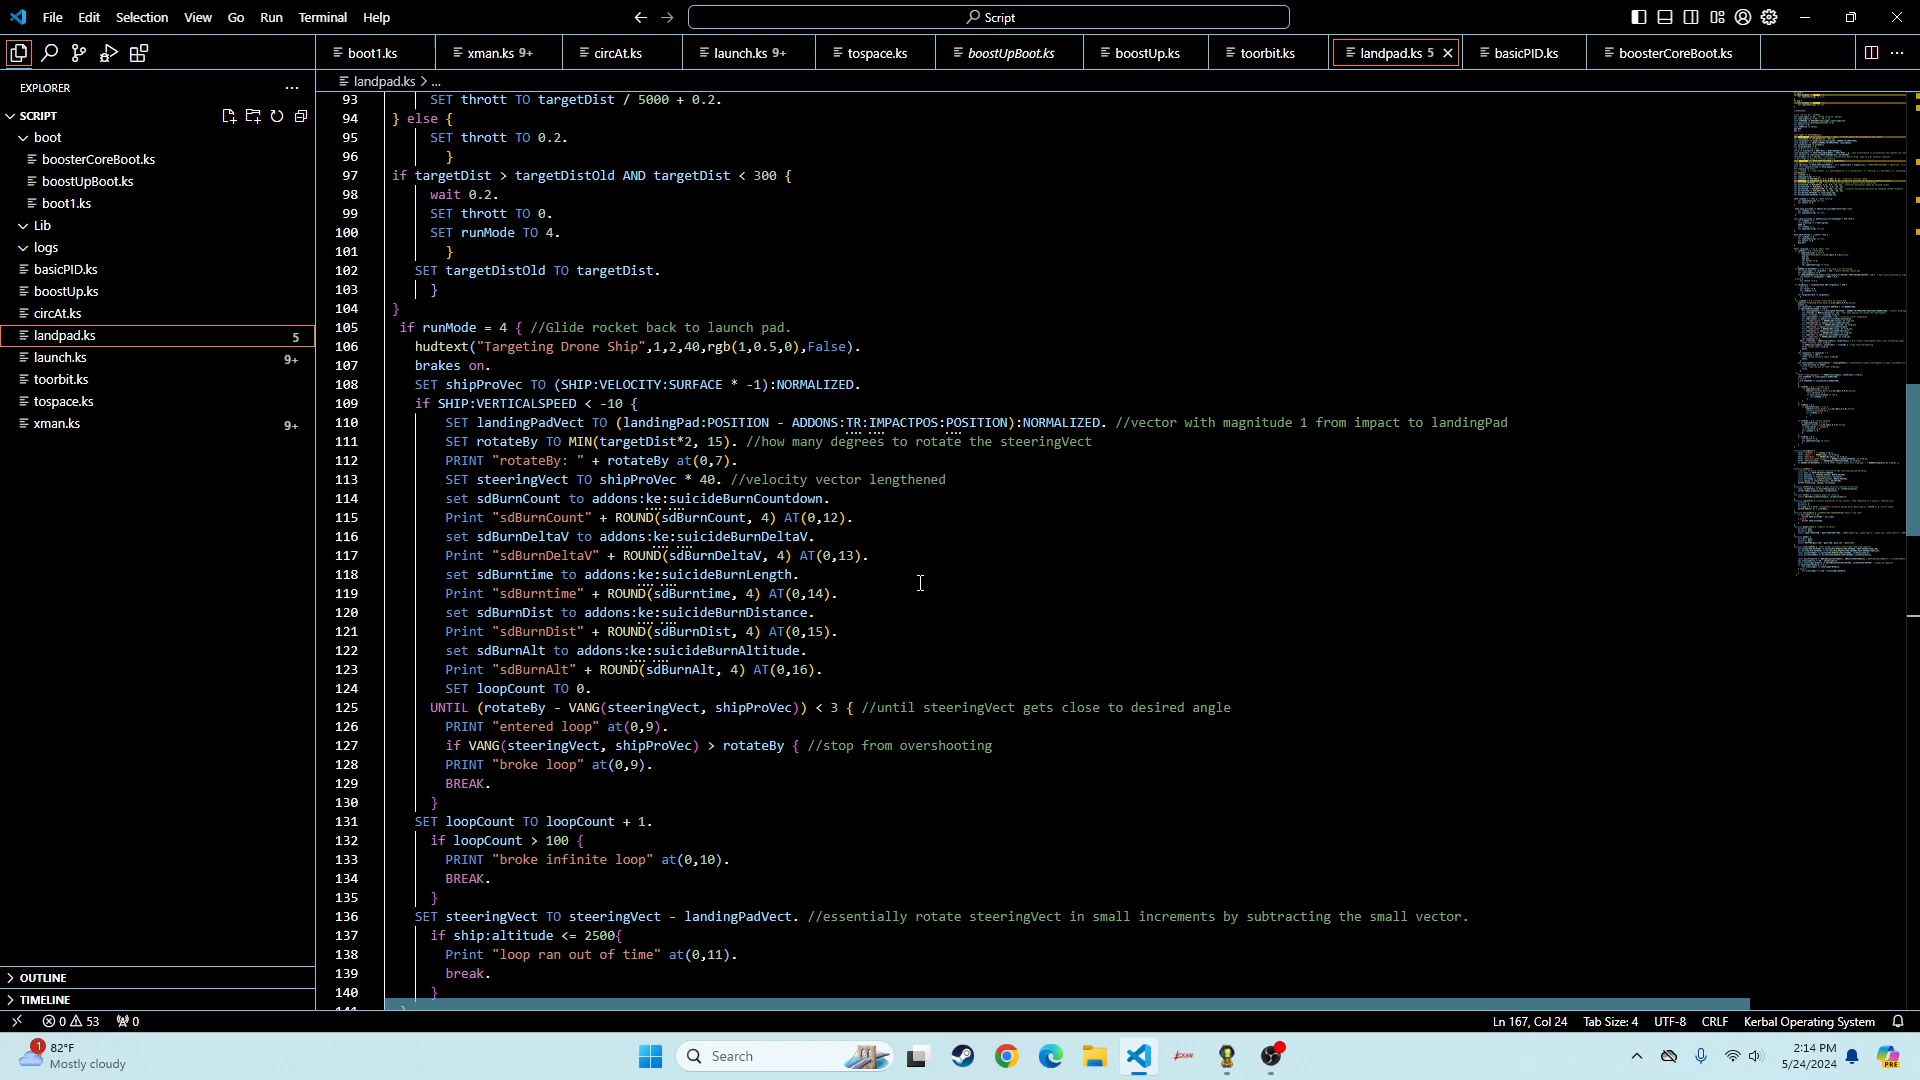 File Edit Selection View Go Run Terminal Help
Script
boot1.ks
xman.ks 9+
circAt.ks
launch.ks 9+
tospace.ks
boostUpBoot.ks
boostUp.ks
toorbit.ks
landpad.ks 5
basicPID.ks
boosterCoreBoot.ks
EXPLORER
landpad.ks > ...
SCRIPT
boot
boosterCoreBoot.ks
boostUpBoot.ks
boot1.ks
Lib
logs
basicPID.ks
boostUp.ks
circAt.ks
landpad.ks 5
launch.ks 9+
toorbit.ks
tospace.ks
xman.ks 9+
OUTLINE
TIMELINE
93 SET thrott TO targetDist / 5000 + 0.2.
94 } else {
95 SET thrott TO 0.2.
96 }
97 if targetDist > targetDistOld AND targetDist < 300 {
98 wait 0.2.
99 SET thrott TO 0.
100 SET runMode TO 4.
101 }
102 SET targetDistOld TO targetDist.
103 }
104 }
105 if runMode = 4 { //Glide rocket back to launch pad.
106 hudtext("Targeting Drone Ship",1,2,40,rgb(1,0.5,0),False).
107 brakes on.
108 SET shipProVec TO (SHIP:VELOCITY:SURFACE * -1):NORMALIZED.
109 if SHIP:VERTICALSPEED < -10 {
110 SET landingPadVect TO (landingPad:POSITION - ADDONS:TR:IMPACTPOS:POSITION):NORMALIZED. //vector with magnitude 1 from impact to landingPad
111 SET rotateBy TO MIN(targetDist*2, 15). //how many degrees to rotate the steeringVect
112 PRINT "rotateBy: " + rotateBy at(0,7).
113 SET steeringVect TO shipProVec * 40. //velocity vector lengthened
114 set sdBurnCount to addons:ke:suicideBurnCountdown.
115 Print "sdBurnCount" + ROUND(sdBurnCount, 4) AT(0,12).
116 set sdBurnDeltaV to addons:ke:suicideBurnDeltaV.
117 Print "sdBurnDeltaV" + ROUND(sdBurnDeltaV, 4) AT(0,13).
118 set sdBurntime to addons:ke:suicideBurnLength.
119 Print "sdBurntime" + ROUND(sdBurntime, 4) AT(0,14).
120 set sdBurnDist to addons:ke:suicideBurnDistance.
121 Print "sdBurnDist" + ROUND(sdBurnDist, 4) AT(0,15).
122 set sdBurnAlt to addons:ke:suicideBurnAltitude.
123 Print "sdBurnAlt" + ROUND(sdBurnAlt, 4) AT(0,16).
124 SET loopCount TO 0.
125 UNTIL (rotateBy - VANG(steeringVect, shipProVec)) < 3 { //until steeringVect gets close to desired angle
126 PRINT "entered loop" at(0,9).
127 if VANG(steeringVect, shipProVec) > rotateBy { //stop from overshooting
128 PRINT "broke loop" at(0,9).
129 BREAK.
130 }
131 SET loopCount TO loopCount + 1.
132 if loopCount > 100 {
133 PRINT "broke infinite loop" at(0,10).
134 BREAK.
135 }
136 SET steeringVect TO steeringVect - landingPadVect. //essentially rotate steeringVect in small increments by subtracting the small vector.
137 if ship:altitude <= 2500{
138 Print "loop ran out of time" at(0,11).
139 break.
140 }
0 53 0
Ln 167, Col 24 Tab Size: 4 UTF-8 CRLF Kerbal Operating System
1
82°F
Mostly cloudy
Search
CKAN
2:14 PM
5/24/2024
PRE